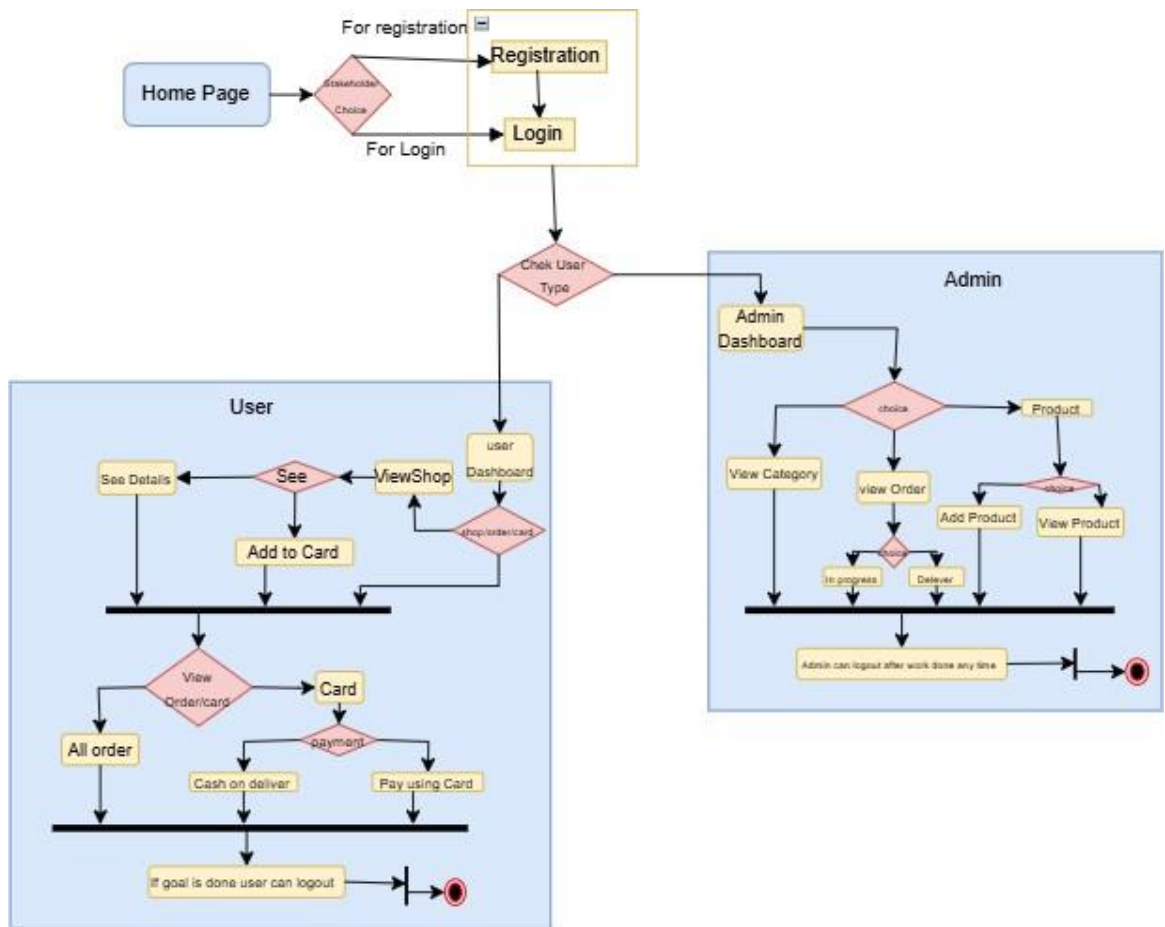 For registration
Registration
Home Page
Stakeholder
Choice
Login
For Login
Chek User
Type
Admin
Admin
Dashboard
choice
Product
View Category
view Order
choice
Add Product
View Product
choice
In progress
Delever
Admin can logout after work done any time
User
user
Dashboard
See Details
See
ViewShop
shop/order/card
Add to Card
View
Order/card
Card
All order
payment
Cash on deliver
Pay using Card
If goal is done user can logout